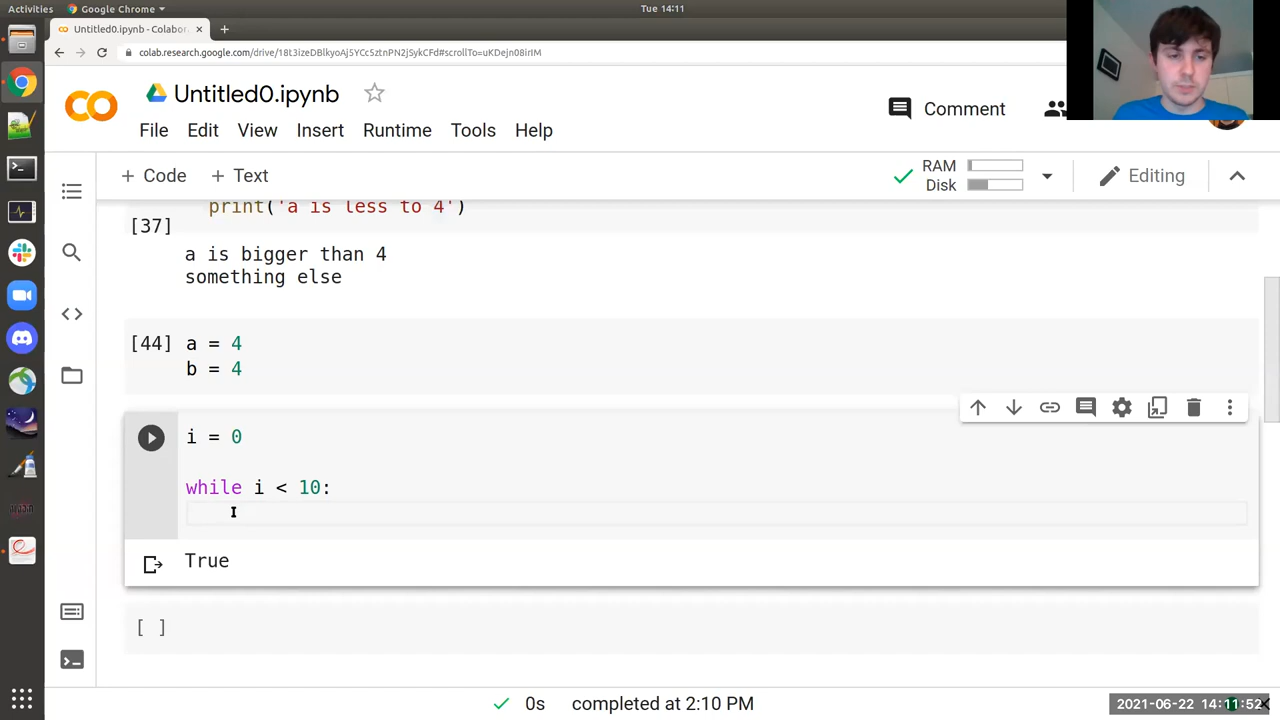 Activities
Google Chrome
Tue 14:11
Untitled0.ipynb - Colabor
colab.research.google.com/drive/18t3izeDBlkyoAj5YCc5ztnPN2jSykCFd#scrollTo=uKDejn08irIM
Untitled0.ipynb
Comment
File Edit View Insert Runtime Tools Help
+ Code + Text
RAM
Disk
Editing
print('a is less to 4')
[37]
a is bigger than 4
something else
[44] a = 4
b = 4
i = 0
while i < 10:
True
[ ]
0s completed at 2:10 PM
2021-06-22 14:11:52